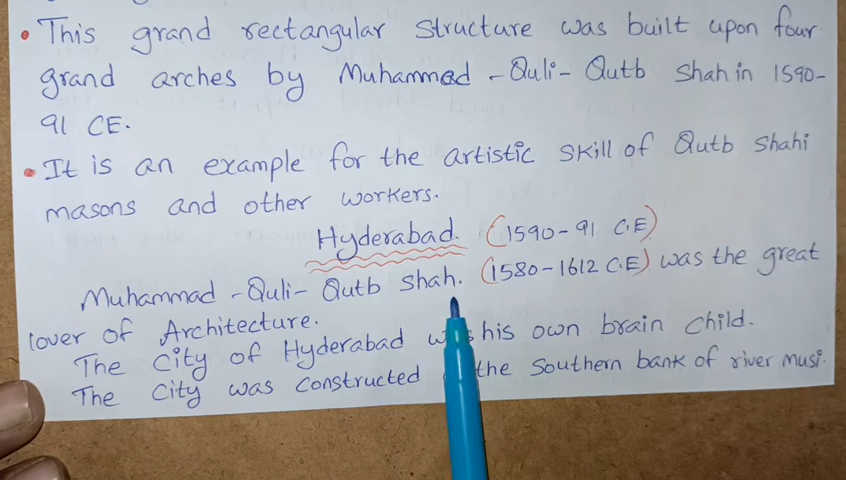 • This grand rectangular structure was built upon four
grand arches by Muhammad - Quli - Qutb Shah in 1590-
91 CE.
• It is an example for the artistic skill of Qutb Shahi
masons and other workers.
Hyderabad. (1590-91 C.E)
Muhammad - Quli - Qutb Shah. (1580-1612 C.E) was the great
lover of Architecture.
The City of Hyderabad his own brain child.
The City was constructed the Southern bank of river musi.